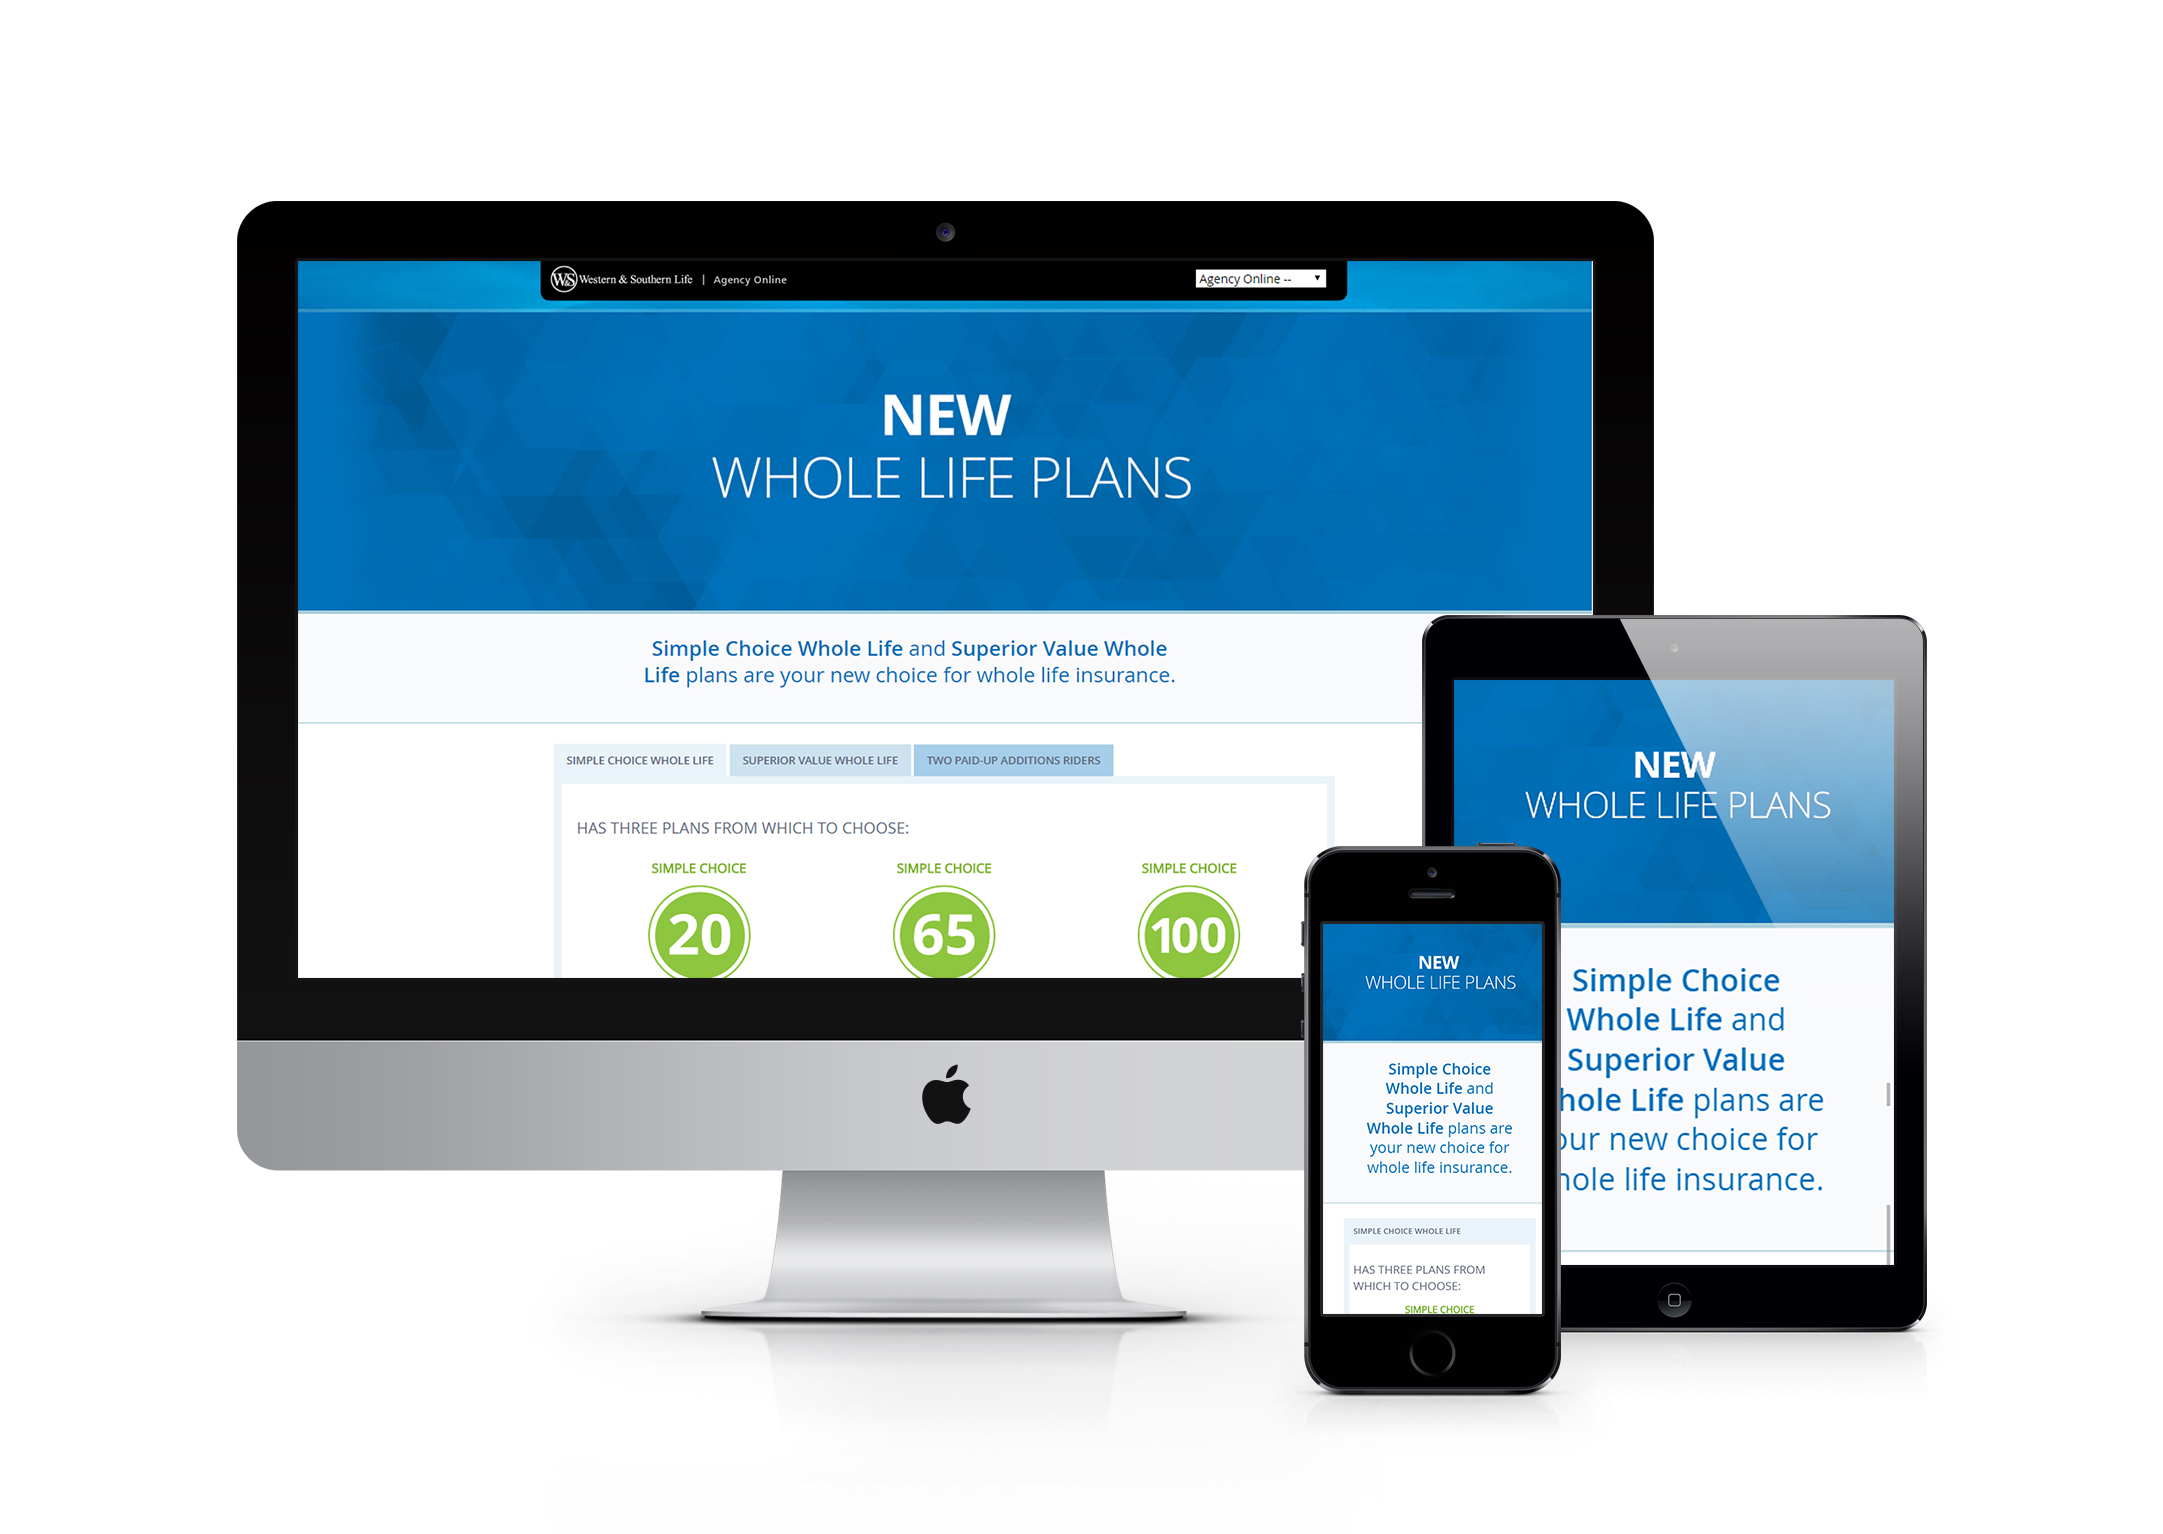 W&S Western & Southern Life | Agency Online
Agency Online --
NEW
WHOLE LIFE PLANS
Simple Choice Whole Life and Superior Value Whole
Life plans are your new choice for whole life insurance.
SIMPLE CHOICE WHOLE LIFE
SUPERIOR VALUE WHOLE LIFE
TWO PAID-UP ADDITIONS RIDERS
HAS THREE PLANS FROM WHICH TO CHOOSE:
SIMPLE CHOICE
20
SIMPLE CHOICE
65
SIMPLE CHOICE
100
NEW
WHOLE LIFE PLANS
Simple Choice
Whole Life and
Superior Value
hole Life plans are
our new choice for
hole life insurance.
NEW
WHOLE LIFE PLANS
Simple Choice
Whole Life and
Superior Value
Whole Life plans are
your new choice for
whole life insurance.
SIMPLE CHOICE WHOLE LIFE
HAS THREE PLANS FROM
WHICH TO CHOOSE:
SIMPLE CHOICE